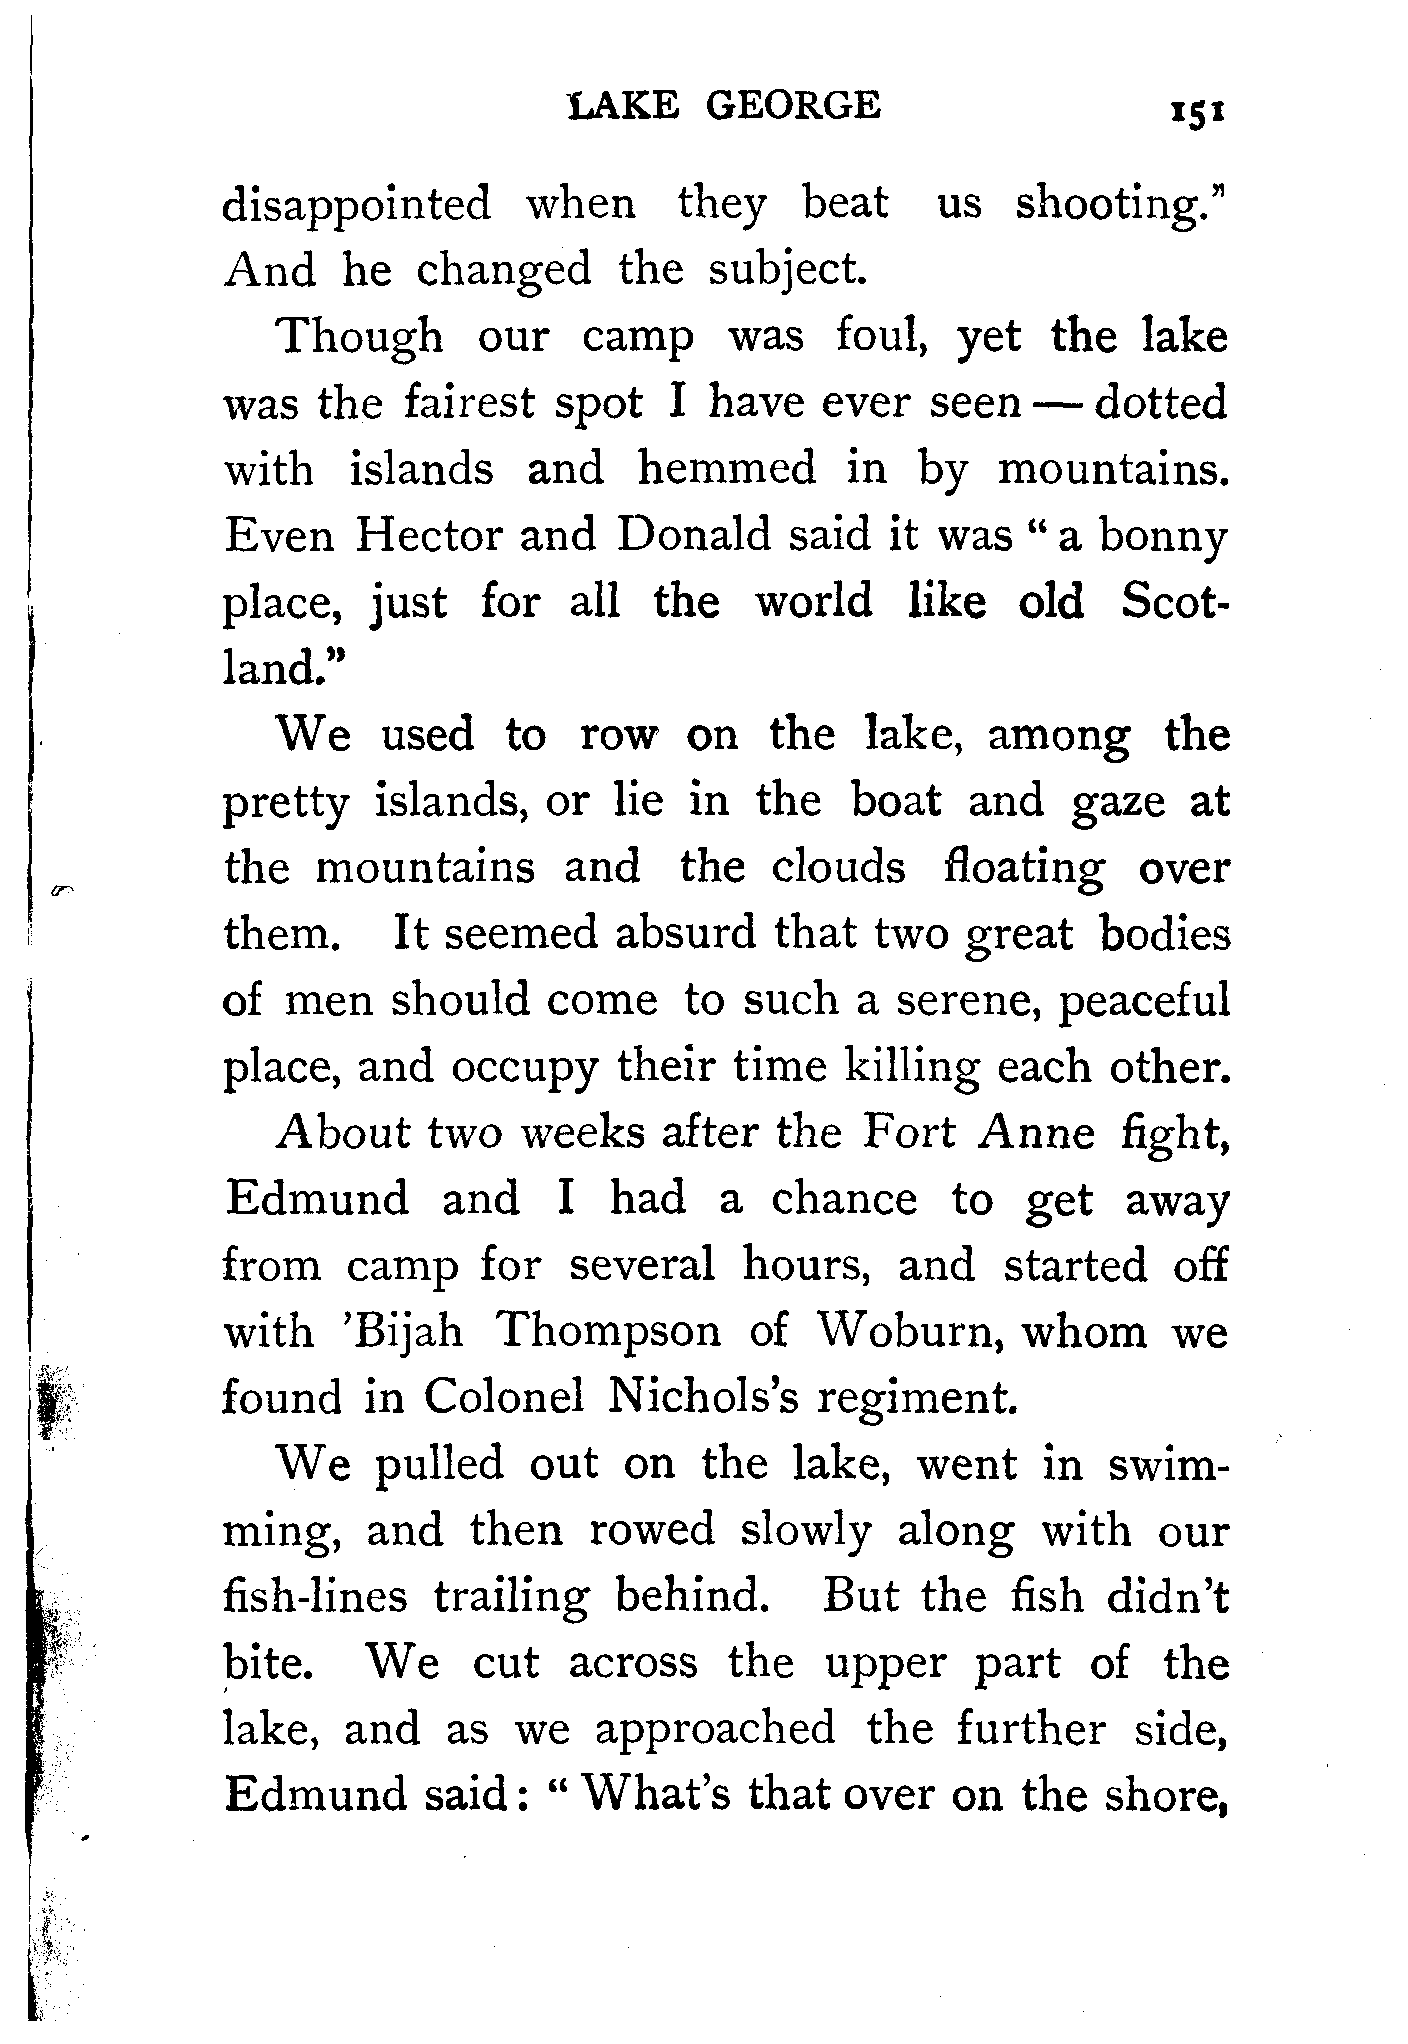 LAKE GEORGE 151
disappointed when they beat us shooting."
And he changed the subject.
Though our camp was foul, yet the lake
was the fairest spot I have ever seen — dotted
with islands and hemmed in by mountains.
Even Hector and Donald said it was " a bonny
place, just for all the world like old Scot-
land."
We used to row on the lake, among the
pretty islands, or lie in the boat and gaze at
the mountains and the clouds floating over
them. It seemed absurd that two great bodies
of men should come to such a serene, peaceful
place, and occupy their time killing each other.
About two weeks after the Fort Anne fight,
Edmund and I had a chance to get away
from camp for several hours, and started off
with 'Bijah Thompson of Woburn, whom we
found in Colonel Nichols's regiment.
We pulled out on the lake, went in swim-
ming, and then rowed slowly along with our
fish-lines trailing behind. But the fish didn't
bite. We cut across the upper part of the
lake, and as we approached the further side,
Edmund said: " What's that over on the shore,